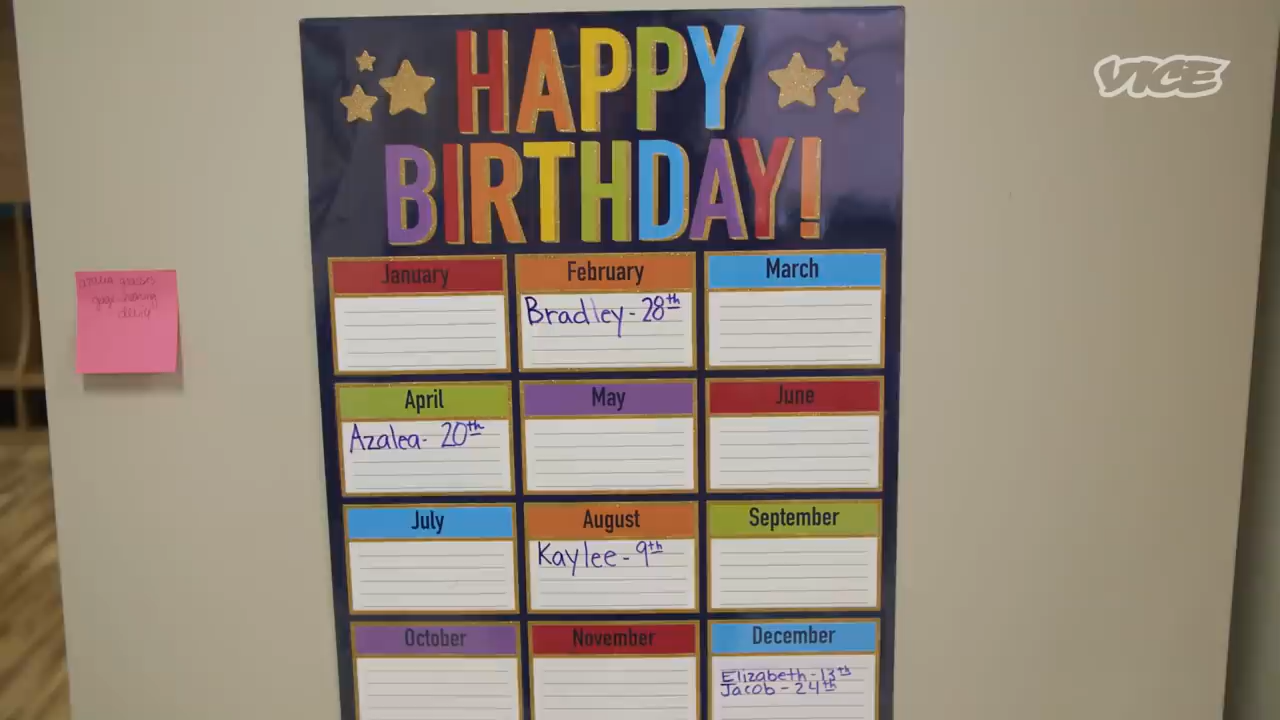 HAPPY
BIRTHDAY!
VICE
January
February
March
Bradley - 28th
April
May
June
Azalea - 20th
July
August
September
Kaylee - 9th
October
November
December
Elizabeth - 13th
Jacob - 24th